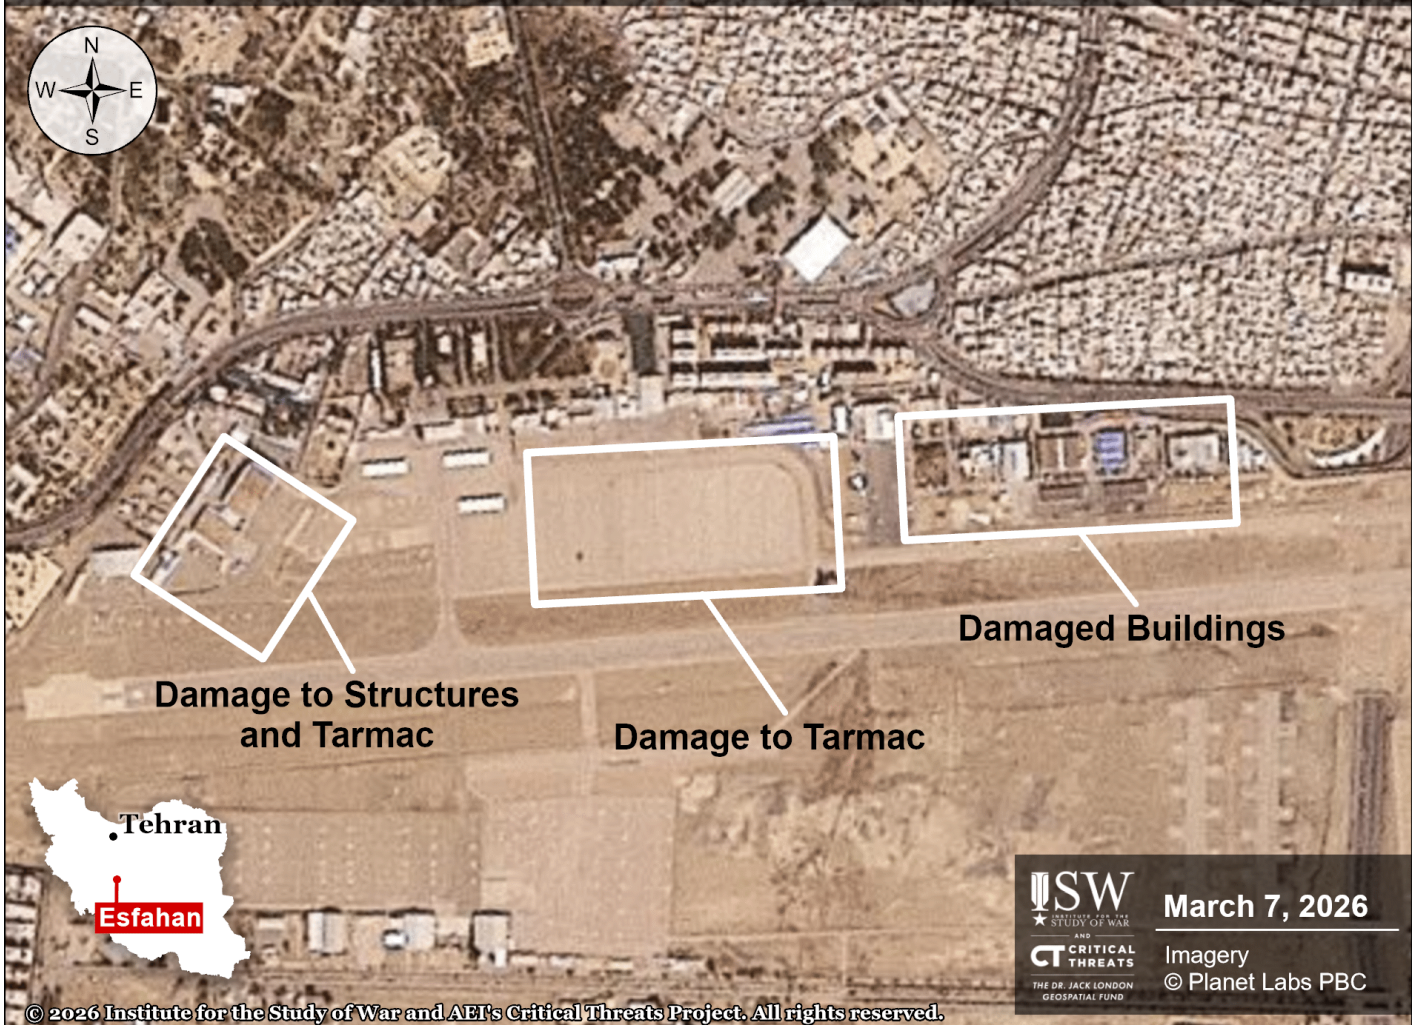 N
W E
S
Damaged Buildings
Damage to Structures
and Tarmac
Damage to Tarmac
Tehran
Esfahan
ISW
INSTITUTE FOR THE
STUDY OF WAR
AND
CT CRITICAL
THREATS
THE DR. JACK LONDON
GEOSPATIAL FUND
March 7, 2026
Imagery
© Planet Labs PBC
© 2026 Institute for the Study of War and AEI's Critical Threats Project. All rights reserved.